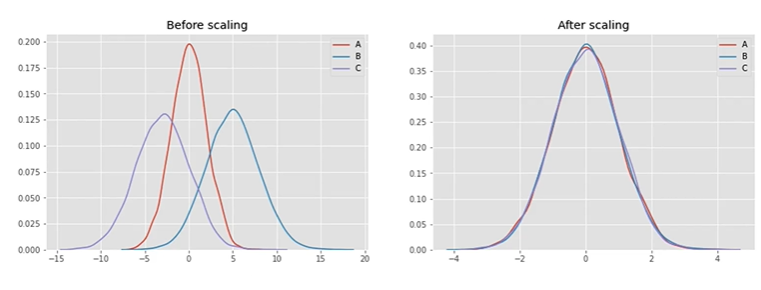 Before scaling
0.200
0.175
0.150
0.125
0.100
0.075
0.050
0.025
0.000
−15 −10 −5 0 5 10 15 20
A
B
C
After scaling
0.40
0.35
0.30
0.25
0.20
0.15
0.10
0.05
0.00
−4 −2 0 2 4
A
B
C